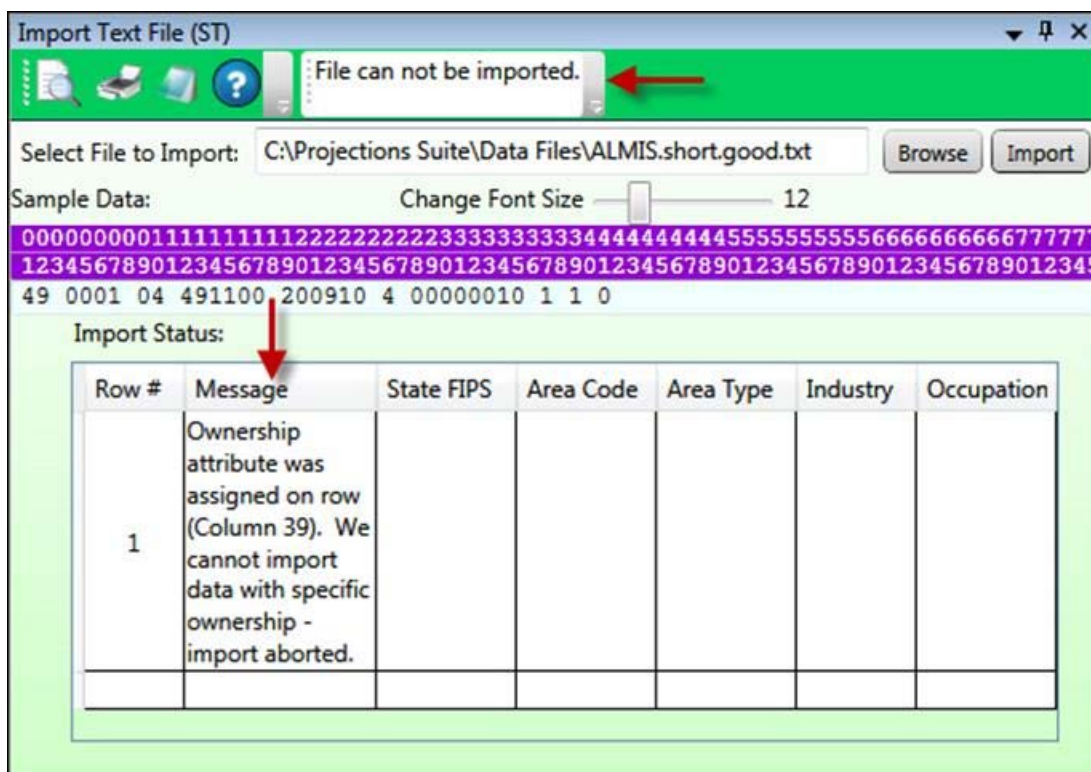 Import Text File (ST)
File can not be imported.
Select File to Import: C:\Projections Suite\Data Files\ALMIS.short.good.txt Browse Import
Sample Data: Change Font Size 12
00000000011111111112222222222333333333344444444445555555555666666666677777
12345678901234567890123456789012345678901234567890123456789012345678901234
49 0001 04 491100 200910 4 00000010 1 1 0
Import Status:
Row # Message State FIPS Area Code Area Type Industry Occupation
1
Ownership
attribute was
assigned on row
(Column 39). We
cannot import
data with specific
ownership -
import aborted.